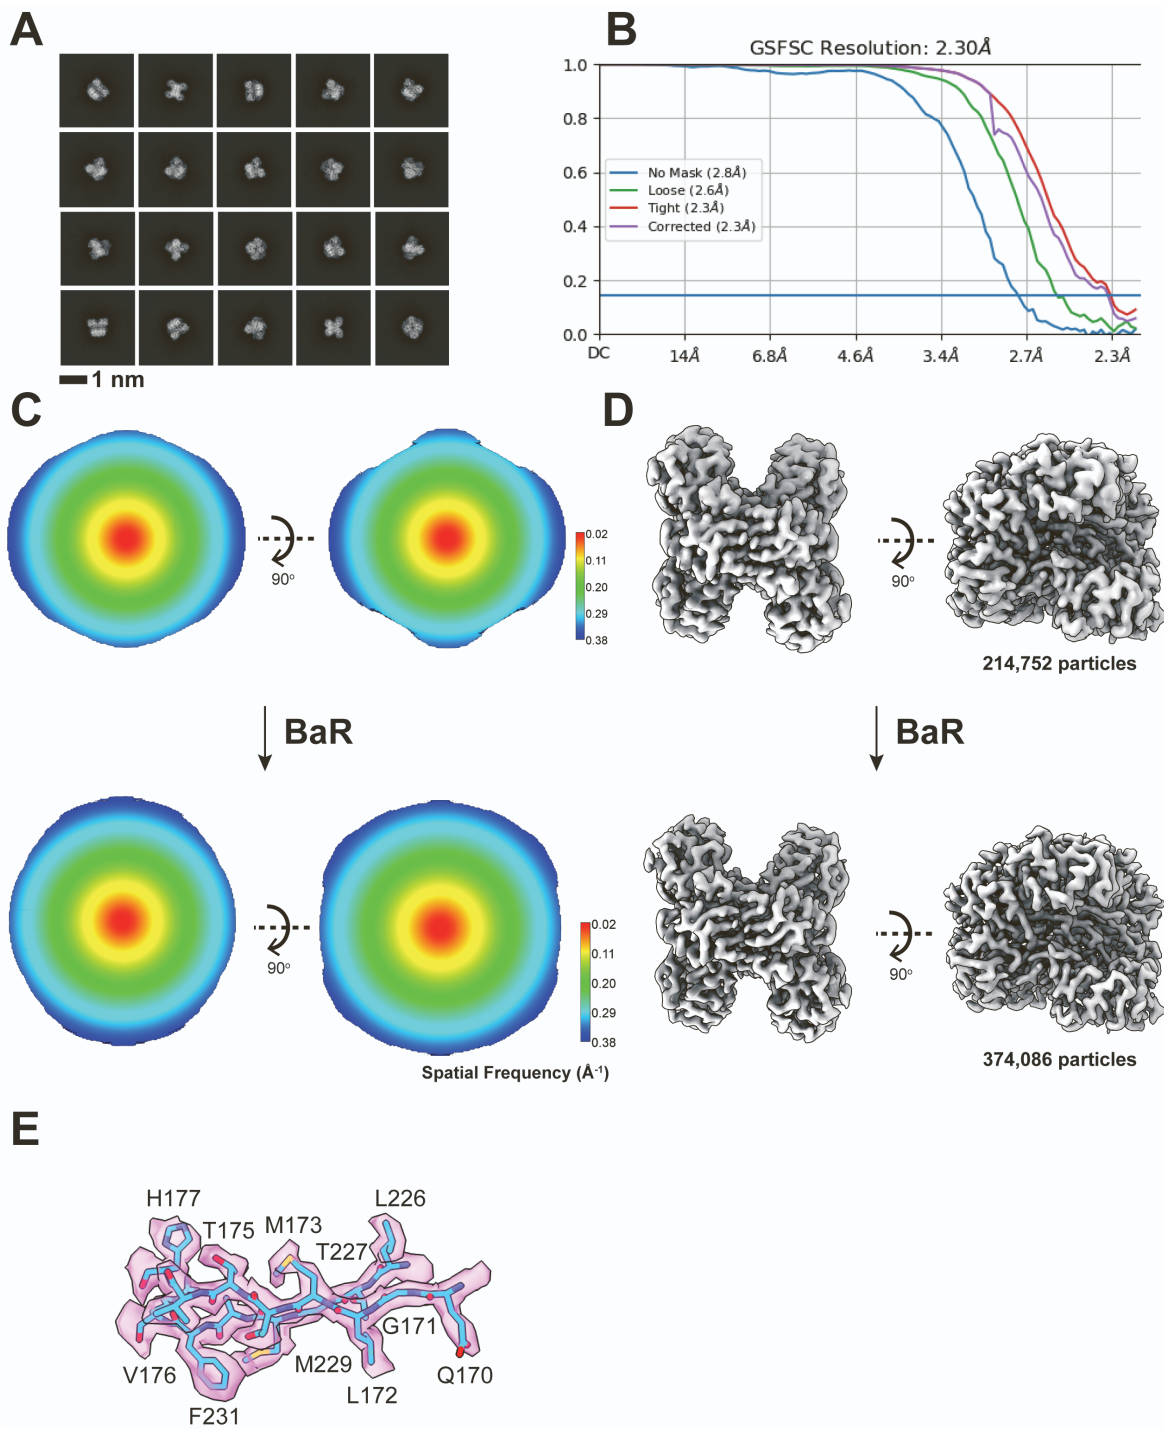 A
1 nm
B
GSFSC Resolution: 2.30Å
1.0
0.8
0.6
0.4
0.2
0.0
No Mask (2.8Å)
Loose (2.6Å)
Tight (2.3Å)
Corrected (2.3Å)
DC 14Å 6.8Å 4.6Å 3.4Å 2.7Å 2.3Å
C
90°
0.02
0.11
0.20
0.29
0.38
BaR
90°
0.02
0.11
0.20
0.29
0.38
Spatial Frequency (Å⁻¹)
D
90°
214,752 particles
BaR
90°
374,086 particles
E
H177
T175
M173
T227
L226
G171
V176
F231
M229
L172
Q170